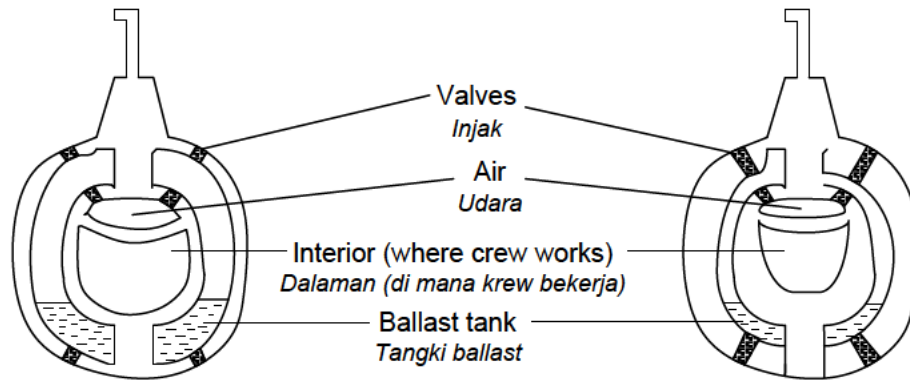 Valves
Injak
Air
Udara
Interior (where crew works)
Dalaman (di mana krew bekerja)
Ballast tank
Tangki ballast